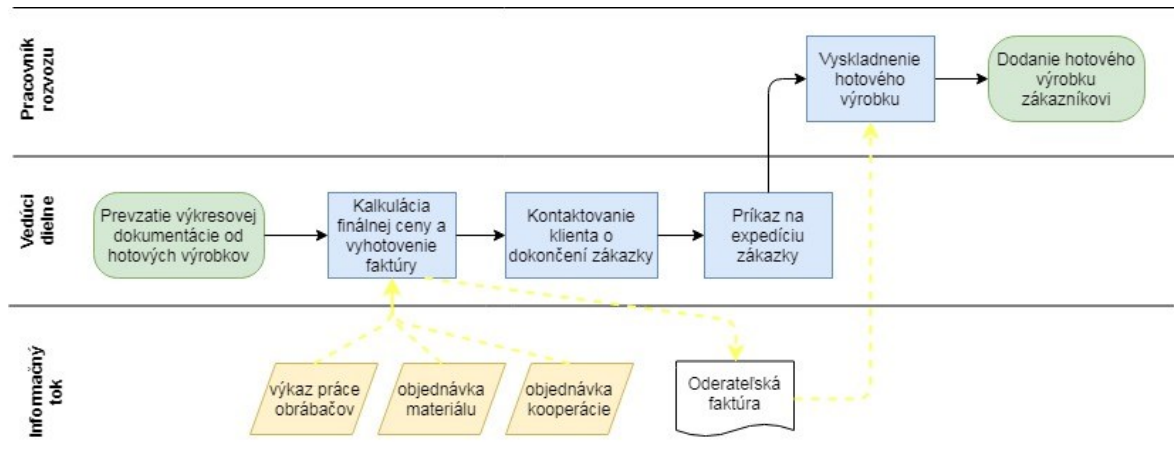 Pracovník
rozvozu
Vyskladnenie
hotového
výrobku
Dodanie hotového
výrobku
zákazníkovi
Vedúci
dielne
Prevzatie výkresovej
dokumentácie od
hotových výrobkov
Kalkulácia
finálnej ceny a
vyhotovenie
faktúry
Kontaktovanie
klienta o
dokončení zákazky
Príkaz na
expedíciu
zákazky
Informačný
tok
výkaz práce
obrábačov
objednávka
materiálu
objednávka
kooperácie
Oderateľská
faktúra